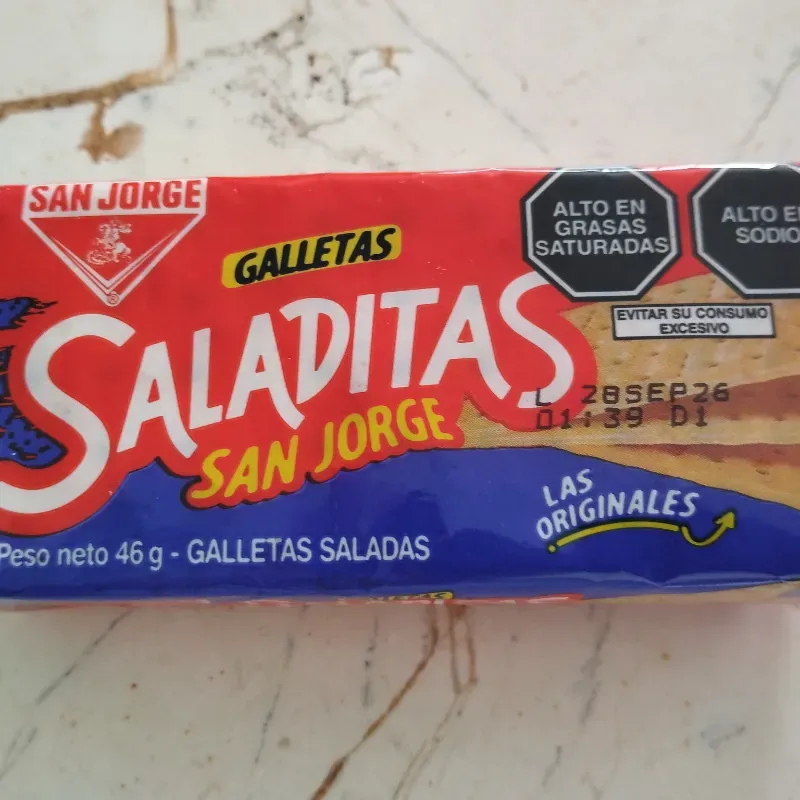 SAN JORGE
®
GALLETAS
SALADITAS
SAN JORGE
ALTO EN
GRASAS
SATURADAS
ALTO EN
SODIO
EVITAR SU CONSUMO
EXCESIVO
L 28SEP26
01:39 D1
LAS
ORIGINALES
Peso neto 46 g - GALLETAS SALADAS